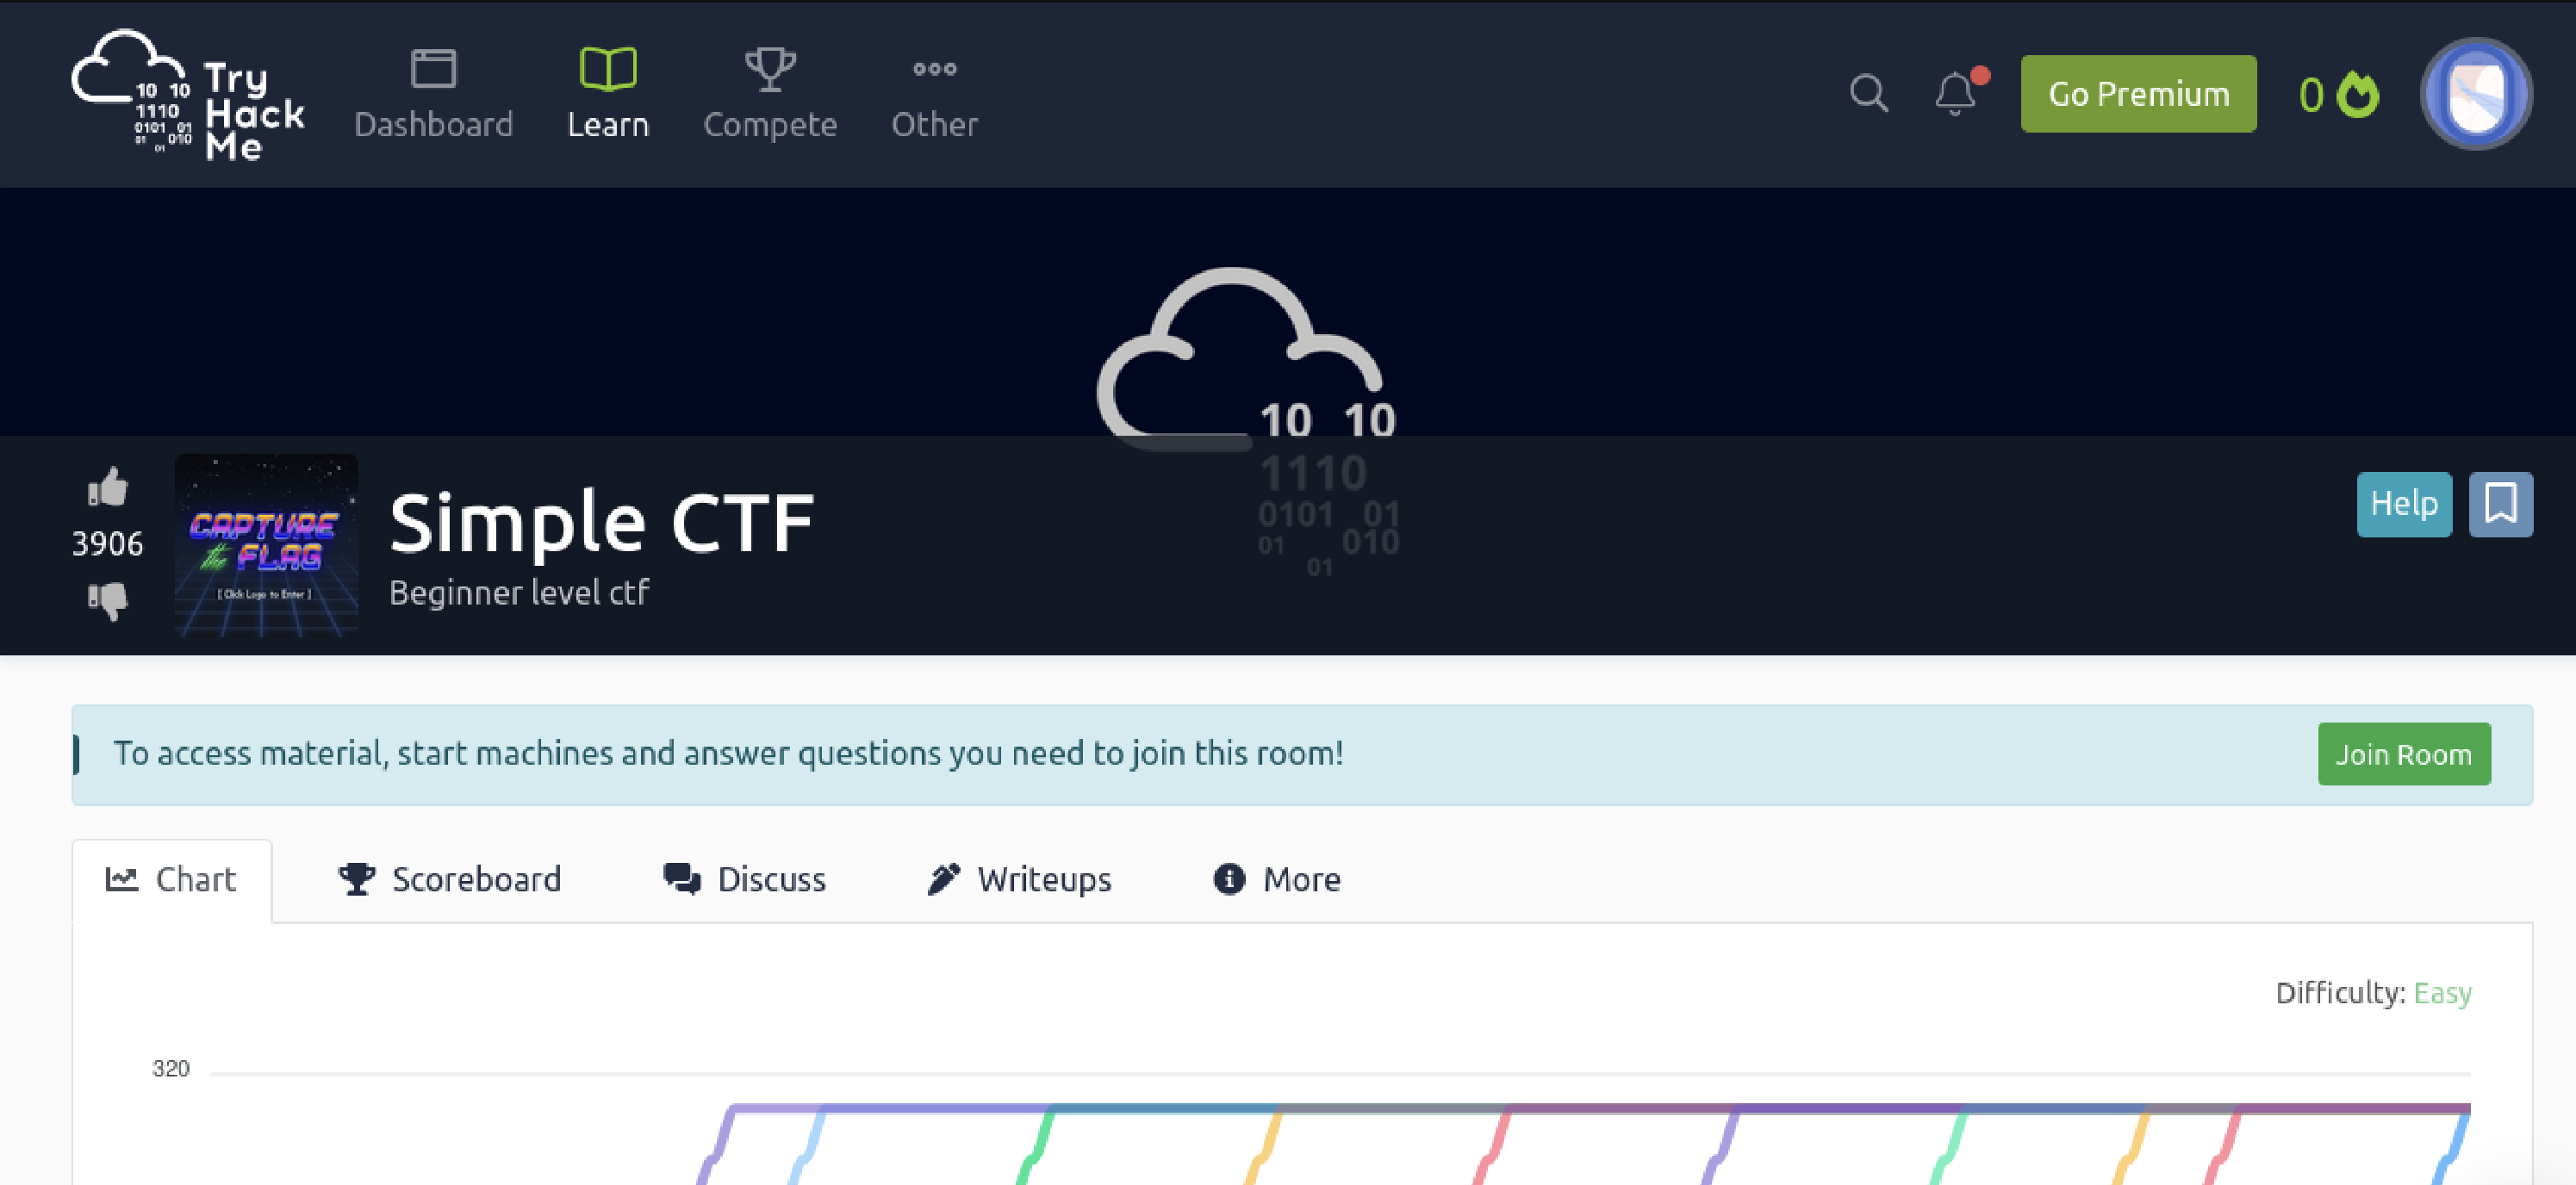 Try
Hack
Me
10 10
1110
0101 01
01 010
01
Dashboard
Learn
Compete
Other
Go Premium
0
10 10
1110
0101 01
01 010
01
3906
CAPTURE
the FLAG
[ Click Logo to Enter ]
Simple CTF
Beginner level ctf
Help
To access material, start machines and answer questions you need to join this room!
Join Room
Chart
Scoreboard
Discuss
Writeups
More
Difficulty: Easy
320